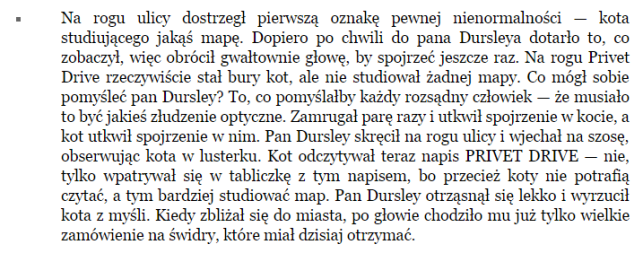 Na rogu ulicy dostrzegł pierwszą oznakę pewnej nienormalności — kota
studiującego jakąś mapę. Dopiero po chwili do pana Dursleya dotarło to, co
zobaczył, więc obrócił gwałtownie głowę, by spojrzeć jeszcze raz. Na rogu Privet
Drive rzeczywiście stał bury kot, ale nie studiował żadnej mapy. Co mógł sobie
pomyśleć pan Dursley? To, co pomyślałby każdy rozsądny człowiek — że musiało
to być jakieś złudzenie optyczne. Zamrugał parę razy i utkwił spojrzenie w kocie, a
kot utkwił spojrzenie w nim. Pan Dursley skręcił na rogu ulicy i wjechał na szosę,
obserwując kota w lusterku. Kot odczytywał teraz napis PRIVET DRIVE — nie,
tylko wpatrywał się w tabliczkę z tym napisem, bo przecież koty nie potrafią
czytać, a tym bardziej studiować map. Pan Dursley otrząsnął się lekko i wyrzucił
kota z myśli. Kiedy zbliżał się do miasta, po głowie chodziło mu już tylko wielkie
zamówienie na świdry, które miał dzisiaj otrzymać.